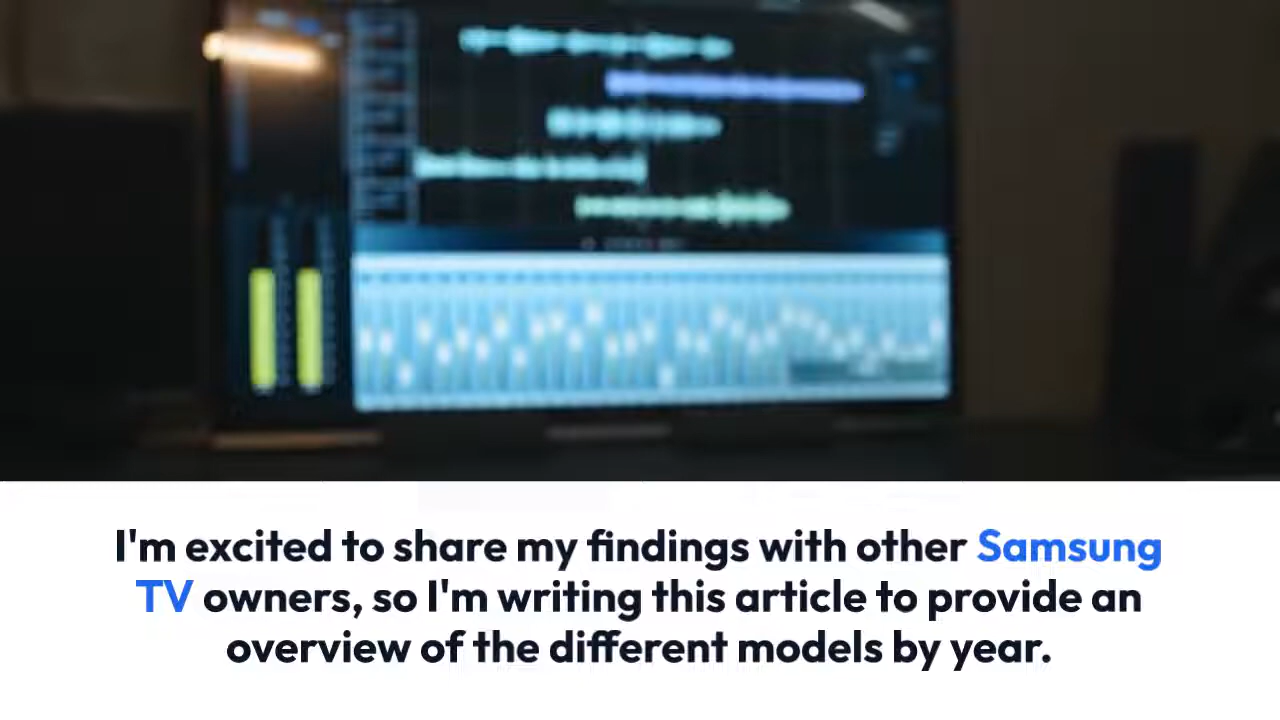 I'm excited to share my findings with other Samsung
TV owners, so I'm writing this article to provide an
overview of the different models by year.